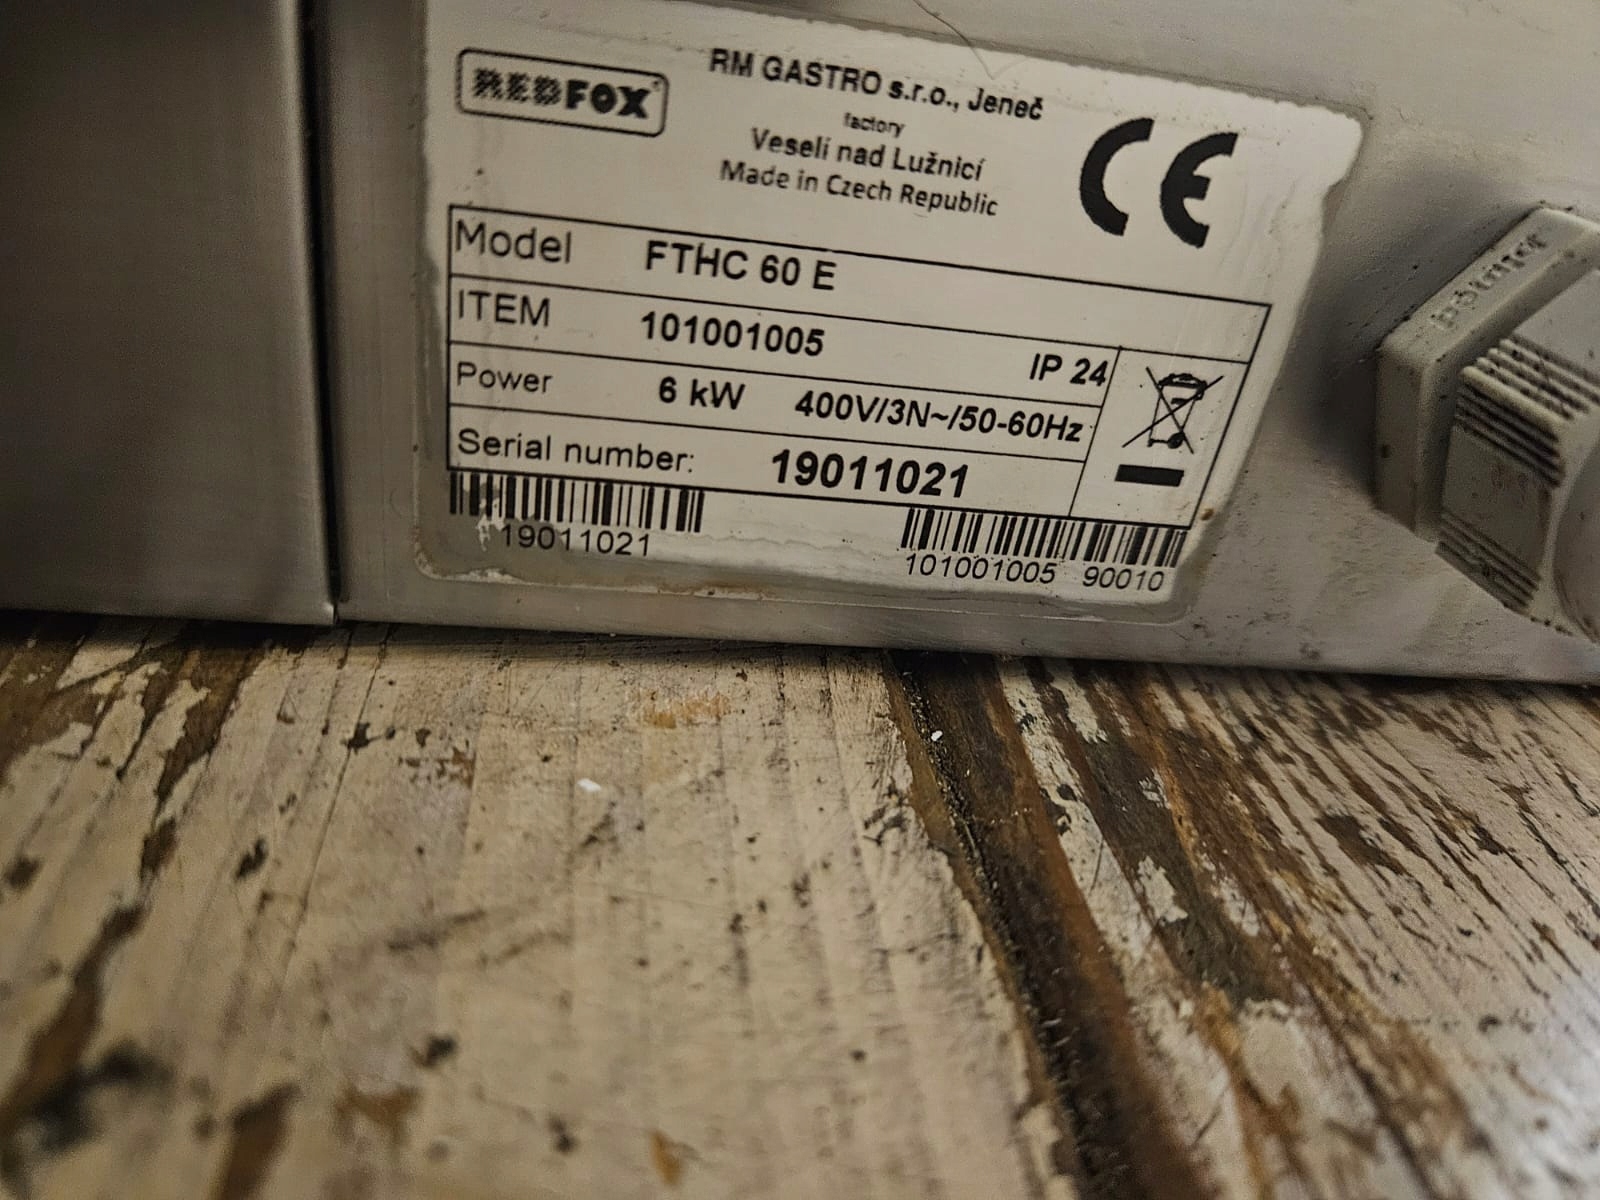 REDFOX
RM GASTRO s.r.o., Jeneč
factory
Veselí nad Lužnicí
Made in Czech Republic
CE
Model FTHC 60 E
ITEM 101001005 IP 24
Power 6 kW 400V/3N~/50-60Hz
Serial number: 19011021
19011021
101001005 90010